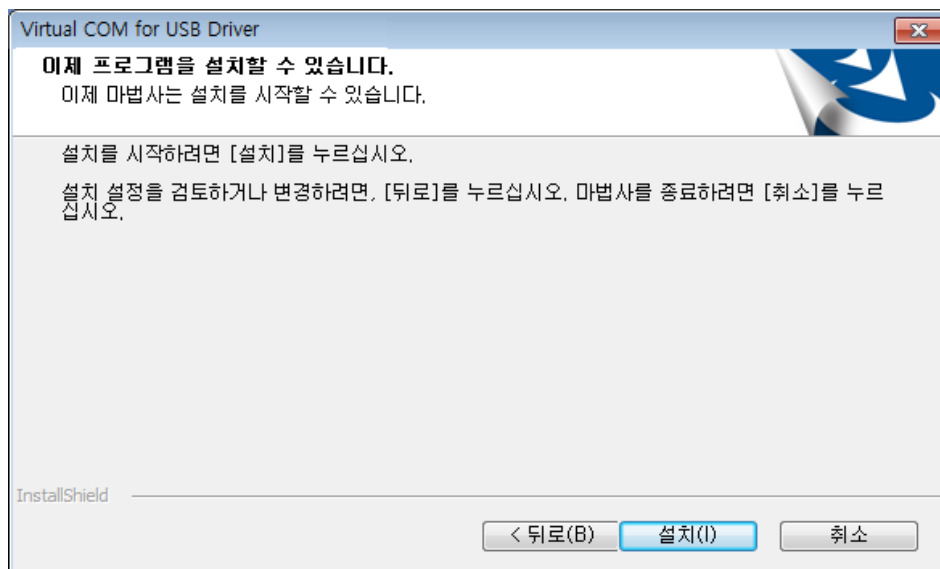 Virtual COM for USB Driver
이제 프로그램을 설치할 수 있습니다.
이제 마법사는 설치를 시작할 수 있습니다.
설치를 시작하려면 [설치]를 누르십시오.
설치 설정을 검토하거나 변경하려면, [뒤로]를 누르십시오. 마법사를 종료하려면 [취소]를 누르
십시오.
InstallShield
< 뒤로(B) 설치(I) 취소